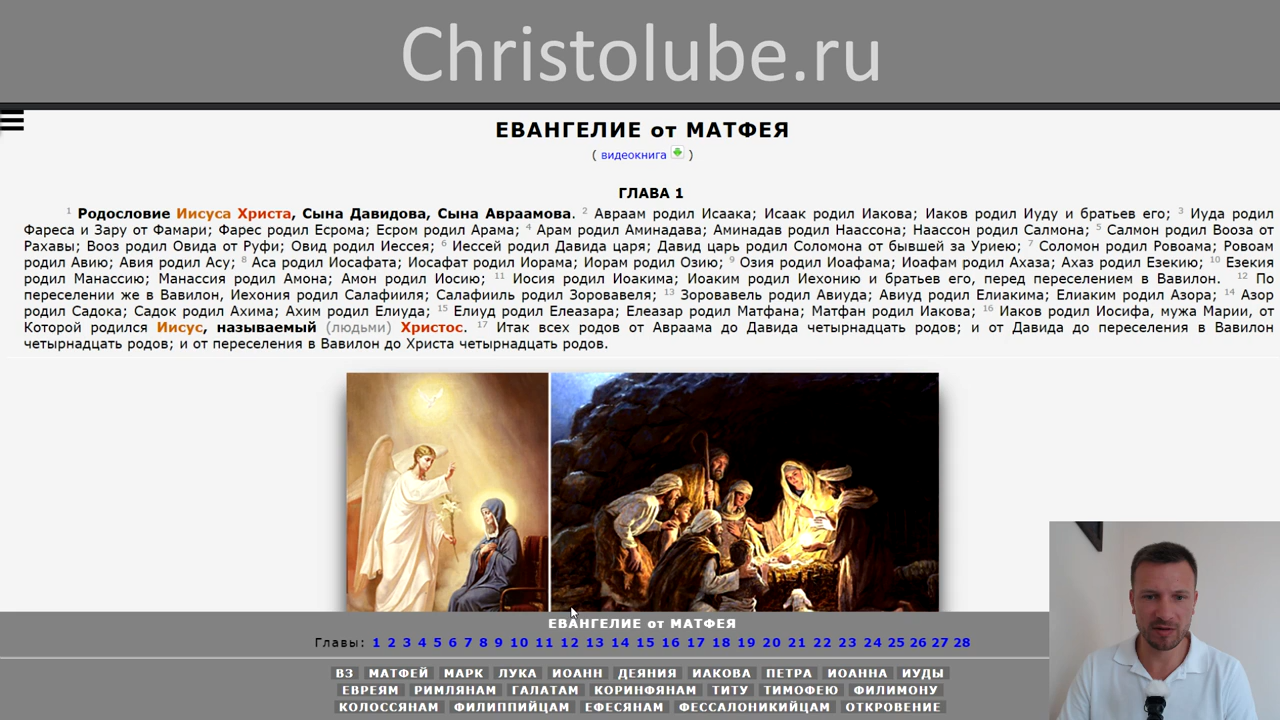 Christolube.ru
ЕВАНГЕЛИЕ от МАТФЕЯ
( видеокнига )
ГЛАВА 1
1 Родословие Иисуса Христа, Сына Давидова, Сына Авраамова. 2 Авраам родил Исаака; Исаак родил Иакова; Иаков родил Иуду и братьев его; 3 Иуда родил
Фареса и Зару от Фамари; Фарес родил Есрома; Есром родил Арама; 4 Арам родил Аминадава; Аминадав родил Наассона; Наассон родил Салмона; 5 Салмон родил Вооза от
Рахавы; Вооз родил Овида от Руфи; Овид родил Иессея; 6 Иессей родил Давида царя; Давид царь родил Соломона от бывшей за Уриею; 7 Соломон родил Ровоама; Ровоам
родил Авию; Авия родил Асу; 8 Аса родил Иосафата; Иосафат родил Иорама; Иорам родил Озию; 9 Озия родил Иоафама; Иоафам родил Ахаза; Ахаз родил Езекию; 10 Езекия
родил Манассию; Манассия родил Амона; Амон родил Иосию; 11 Иосия родил Иоакима; Иоаким родил Иехонию и братьев его, перед переселением в Вавилон. 12 По
переселении же в Вавилон, Иехония родил Салафииля; Салафииль родил Зоровавеля; 13 Зоровавель родил Авиуда; Авиуд родил Елиакима; Елиаким родил Азора; 14 Азор
родил Садока; Садок родил Ахима; Ахим родил Елиуда; 15 Елиуд родил Елеазара; Елеазар родил Матфана; Матфан родил Иакова; 16 Иаков родил Иосифа, мужа Марии, от
Которой родился Иисус, называемый (людьми) Христос. 17 Итак всех родов от Авраама до Давида четырнадцать родов; и от Давида до переселения в Вавилон
четырнадцать родов; и от переселения в Вавилон до Христа четырнадцать родов.
ЕВАНГЕЛИЕ от МАТФЕЯ
Главы: 1 2 3 4 5 6 7 8 9 10 11 12 13 14 15 16 17 18 19 20 21 22 23 24 25 26 27 28
ВЗ МАТФЕЙ МАРК ЛУКА ИОАНН ДЕЯНИЯ ИАКОВА ПЕТРА ИОАННА ИУДЫ
ЕВРЕЯМ РИМЛЯНАМ ГАЛАТАМ КОРИНФЯНАМ ТИТУ ТИМОФЕЮ ФИЛИМОНУ
КОЛОССЯНАМ ФИЛИППИЙЦАМ ЕФЕСЯНАМ ФЕССАЛОНИКИЙЦАМ ОТКРОВЕНИЕ